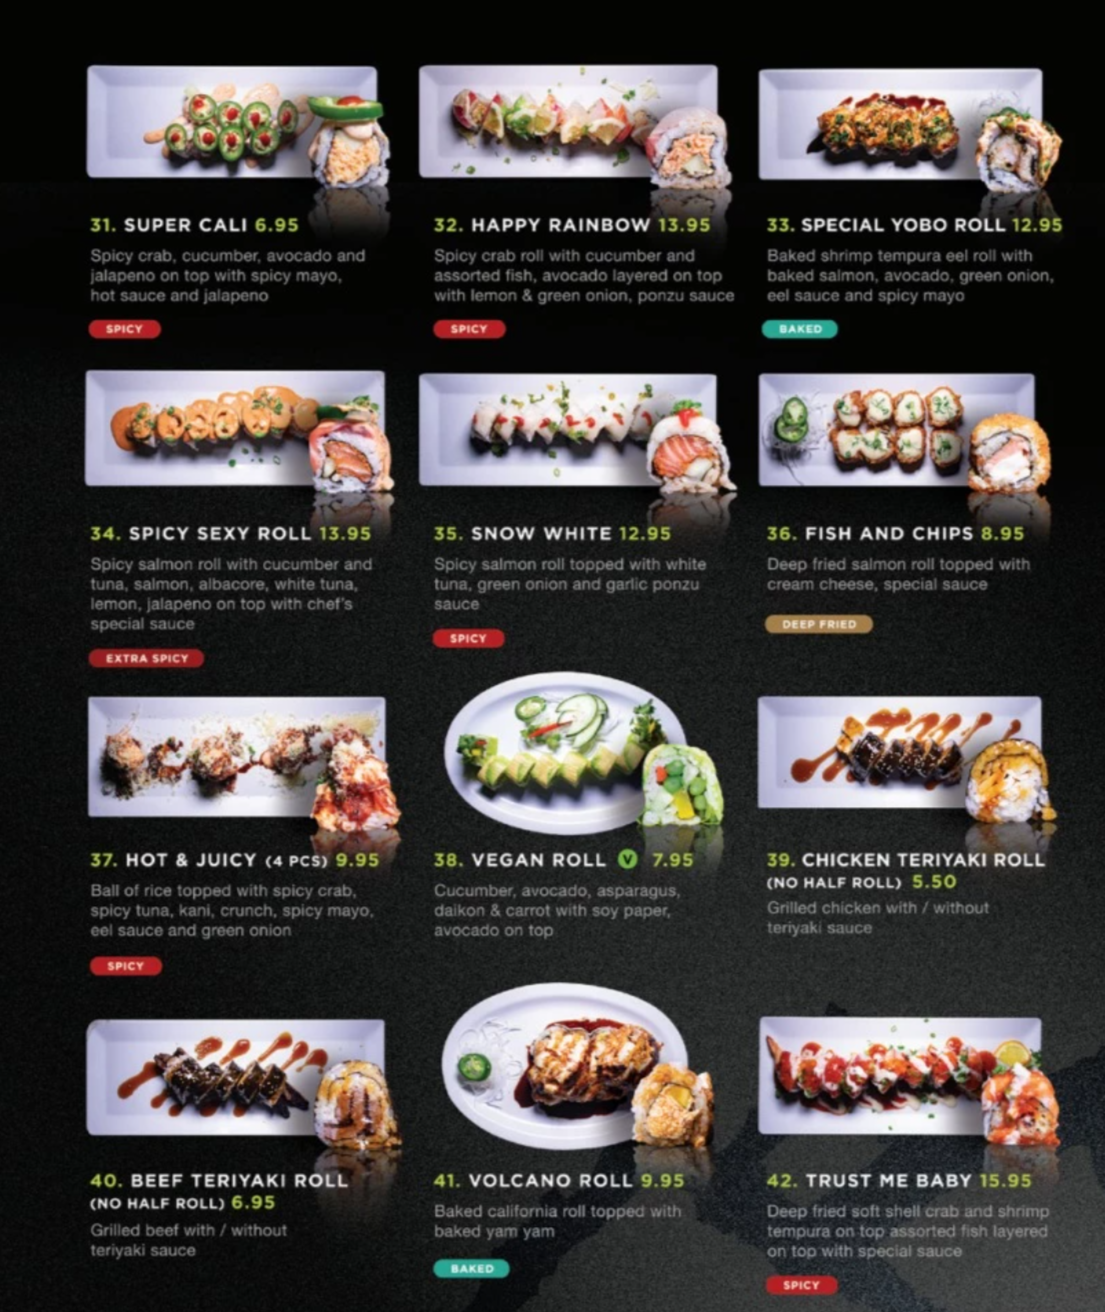 31. SUPER CALI 6.95
Spicy crab, cucumber, avocado and
jalapeno on top with spicy mayo,
hot sauce and jalapeno
SPICY
32. HAPPY RAINBOW 13.95
Spicy crab roll with cucumber and
assorted fish, avocado layered on top
with lemon & green onion, ponzu sauce
SPICY
33. SPECIAL YOBO ROLL 12.95
Baked shrimp tempura eel roll with
baked salmon, avocado, green onion,
eel sauce and spicy mayo
BAKED
34. SPICY SEXY ROLL 13.95
Spicy salmon roll with cucumber and
tuna, salmon, albacore, white tuna,
lemon, jalapeno on top with chef's
special sauce
EXTRA SPICY
35. SNOW WHITE 12.95
Spicy salmon roll topped with white
tuna, green onion and garlic ponzu
sauce
SPICY
36. FISH AND CHIPS 8.95
Deep fried salmon roll topped with
cream cheese, special sauce
DEEP FRIED
37. HOT & JUICY (4 PCS) 9.95
Ball of rice topped with spicy crab,
spicy tuna, kani, crunch, spicy mayo,
eel sauce and green onion
SPICY
38. VEGAN ROLL V 7.95
Cucumber, avocado, asparagus,
daikon & carrot with soy paper,
avocado on top
39. CHICKEN TERIYAKI ROLL
(NO HALF ROLL) 5.50
Grilled chicken with / without
teriyaki sauce
40. BEEF TERIYAKI ROLL
(NO HALF ROLL) 6.95
Grilled beef with / without
teriyaki sauce
41. VOLCANO ROLL 9.95
Baked california roll topped with
baked yam yam
BAKED
42. TRUST ME BABY 15.95
Deep fried soft shell crab and shrimp
tempura on top assorted fish layered
on top with special sauce
SPICY